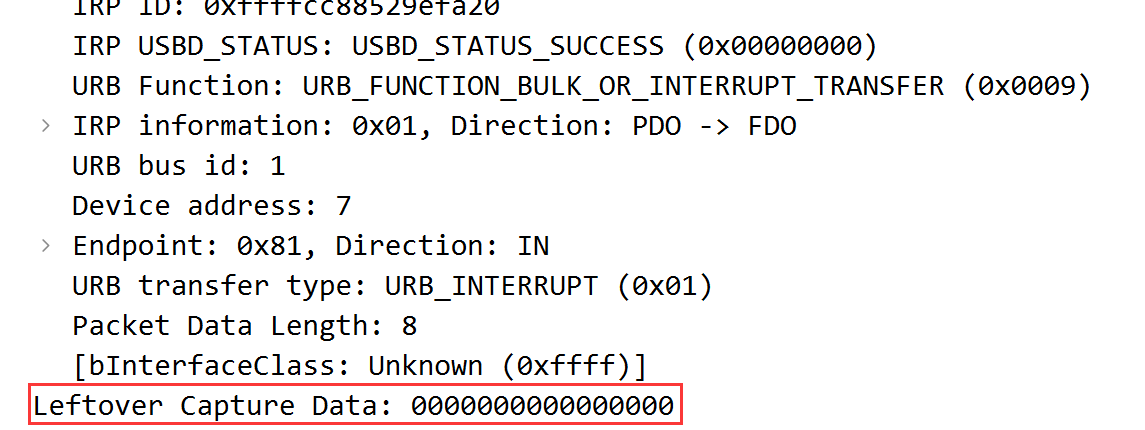 IRP ID: 0xffffcc88529efa20
IRP USBD_STATUS: USBD_STATUS_SUCCESS (0x00000000)
URB Function: URB_FUNCTION_BULK_OR_INTERRUPT_TRANSFER (0x0009)
> IRP information: 0x01, Direction: PDO -> FDO
URB bus id: 1
Device address: 7
> Endpoint: 0x81, Direction: IN
URB transfer type: URB_INTERRUPT (0x01)
Packet Data Length: 8
[bInterfaceClass: Unknown (0xffff)]
Leftover Capture Data: 0000000000000000